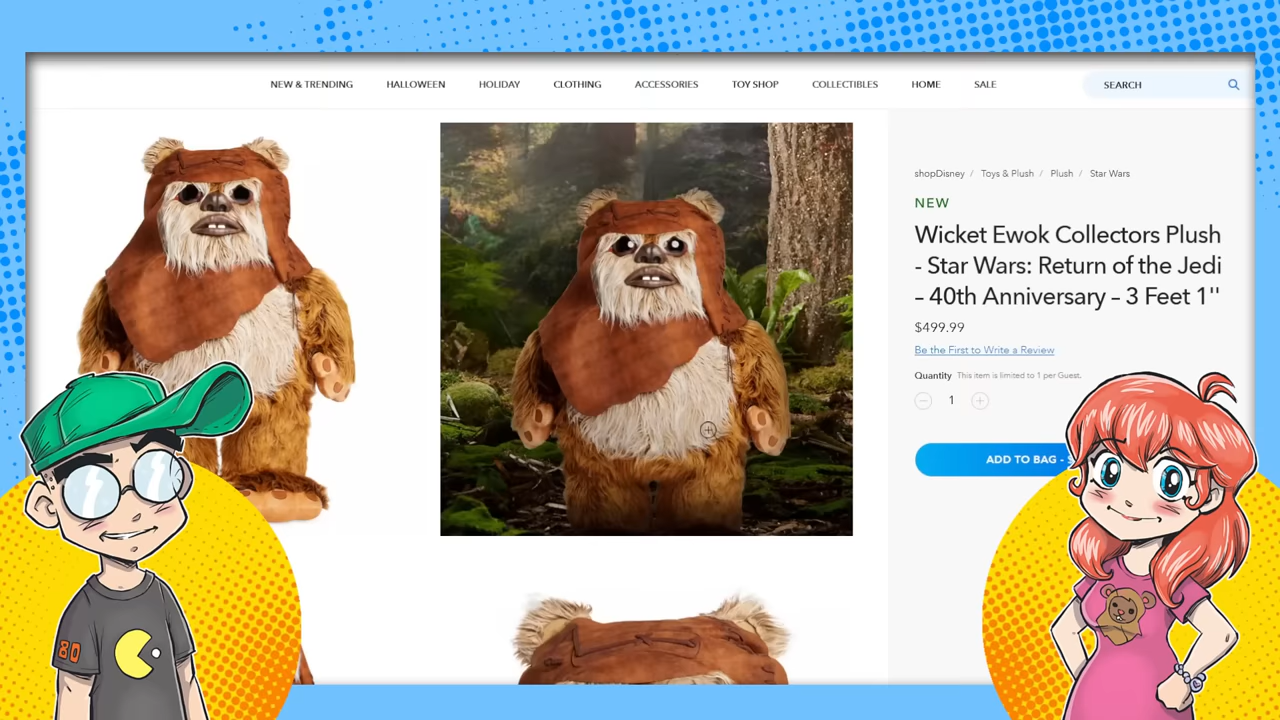 NEW & TRENDING HALLOWEEN HOLIDAY CLOTHING ACCESSORIES TOY SHOP COLLECTIBLES HOME SALE SEARCH
shopDisney / Toys & Plush / Plush / Star Wars
NEW
Wicket Ewok Collectors Plush
- Star Wars: Return of the Jedi
– 40th Anniversary – 3 Feet 1''
$499.99
Be the First to Write a Review
Quantity This item is limited to 1 per Guest.
1
ADD TO BAG -
80